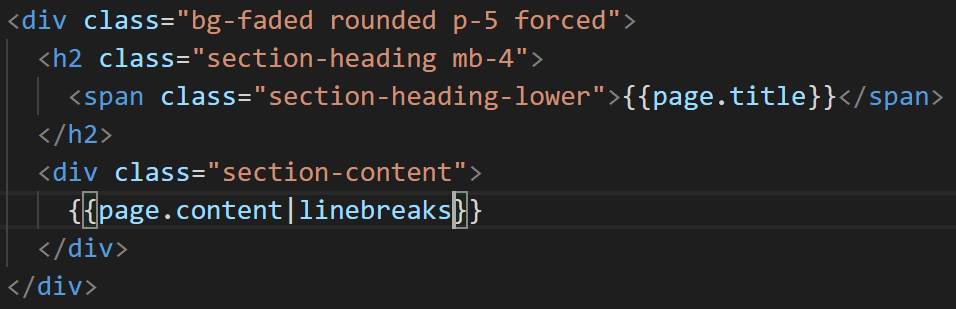 <div class="bg-faded rounded p-5 forced">
  <h2 class="section-heading mb-4">
    <span class="section-heading-lower">{{page.title}}</span>
  </h2>
  <div class="section-content">
    {{page.content|linebreaks}}
  </div>
</div>